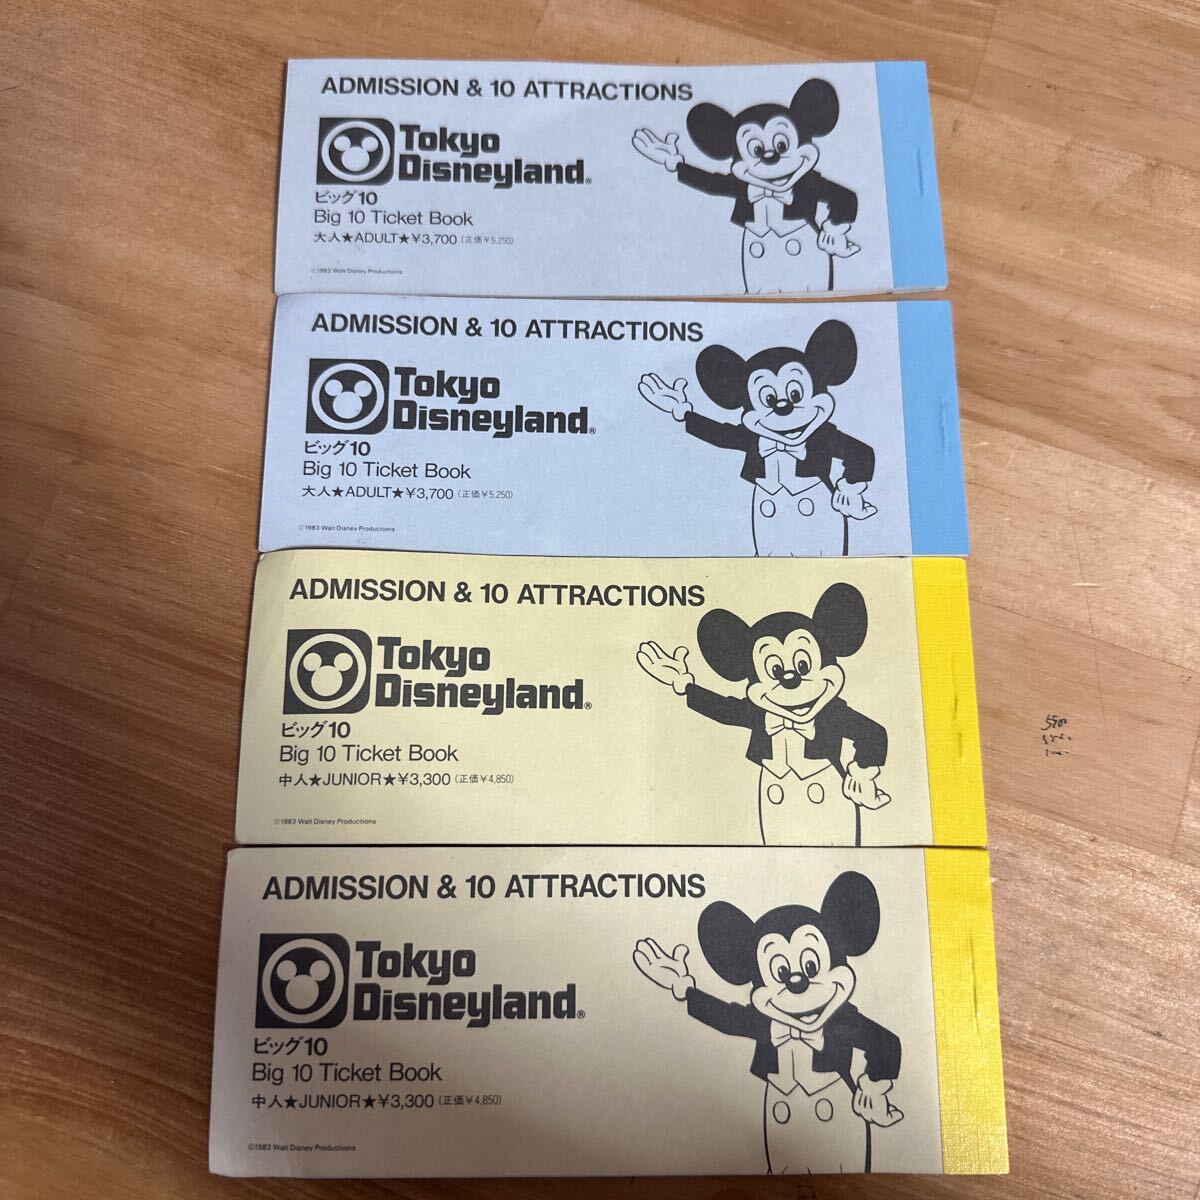 ADMISSION & 10 ATTRACTIONS
Tokyo
Disneyland®
ビッグ10
Big 10 Ticket Book
大人★ADULT★¥3,700 (正価¥5,250)
©1983 Walt Disney Productions
ADMISSION & 10 ATTRACTIONS
Tokyo
Disneyland®
ビッグ10
Big 10 Ticket Book
大人★ADULT★¥3,700 (正価¥5,250)
©1983 Walt Disney Productions
ADMISSION & 10 ATTRACTIONS
Tokyo
Disneyland®
ビッグ10
Big 10 Ticket Book
中人★JUNIOR★¥3,300 (正価¥4,850)
©1983 Walt Disney Productions
ADMISSION & 10 ATTRACTIONS
Tokyo
Disneyland®
ビッグ10
Big 10 Ticket Book
中人★JUNIOR★¥3,300 (正価¥4,850)
©1983 Walt Disney Productions